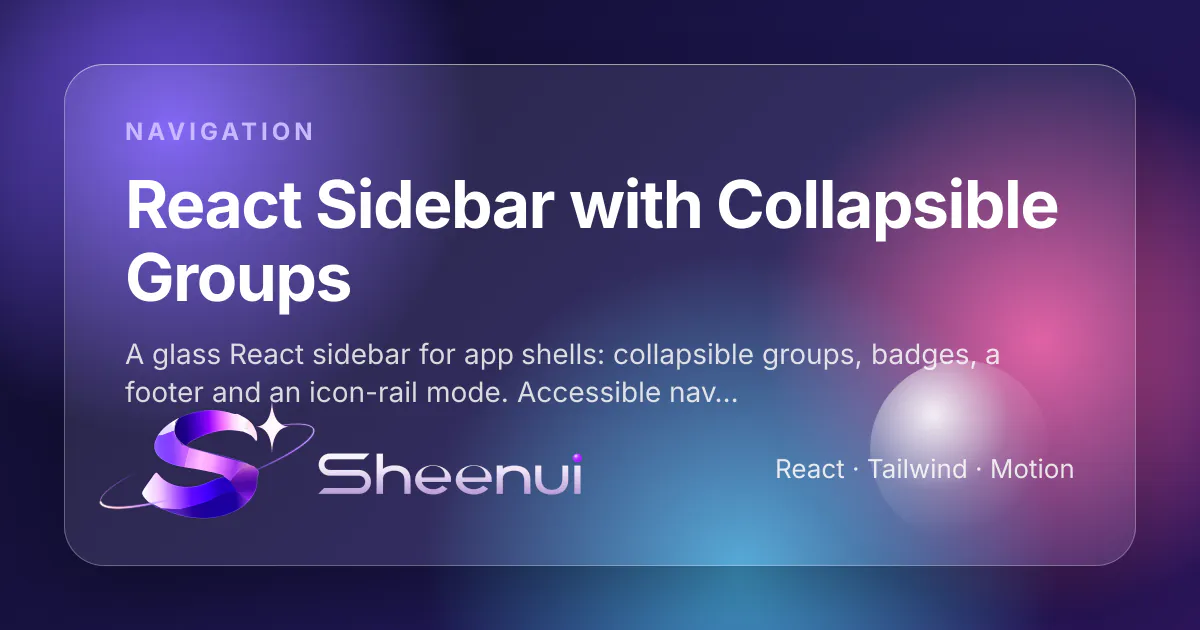 NAVIGATION
React Sidebar with Collapsible
Groups
A glass React sidebar for app shells: collapsible groups, badges, a
footer and an icon-rail mode. Accessible nav...
Sheenui
React · Tailwind · Motion